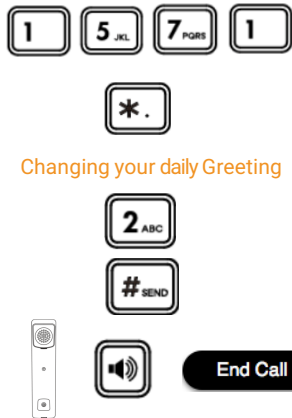 1 5 JKL 7 PQRS 1
* .
Changing your daily Greeting
2 ABC
# SEND
End Call